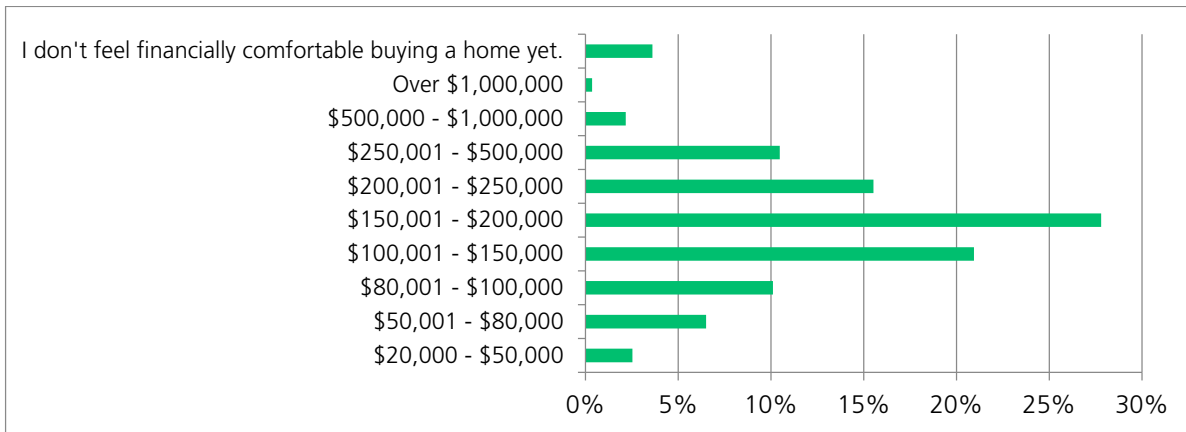 I don't feel financially comfortable buying a home yet.
Over $1,000,000
$500,000 - $1,000,000
$250,001 - $500,000
$200,001 - $250,000
$150,001 - $200,000
$100,001 - $150,000
$80,001 - $100,000
$50,001 - $80,000
$20,000 - $50,000
0% 5% 10% 15% 20% 25% 30%